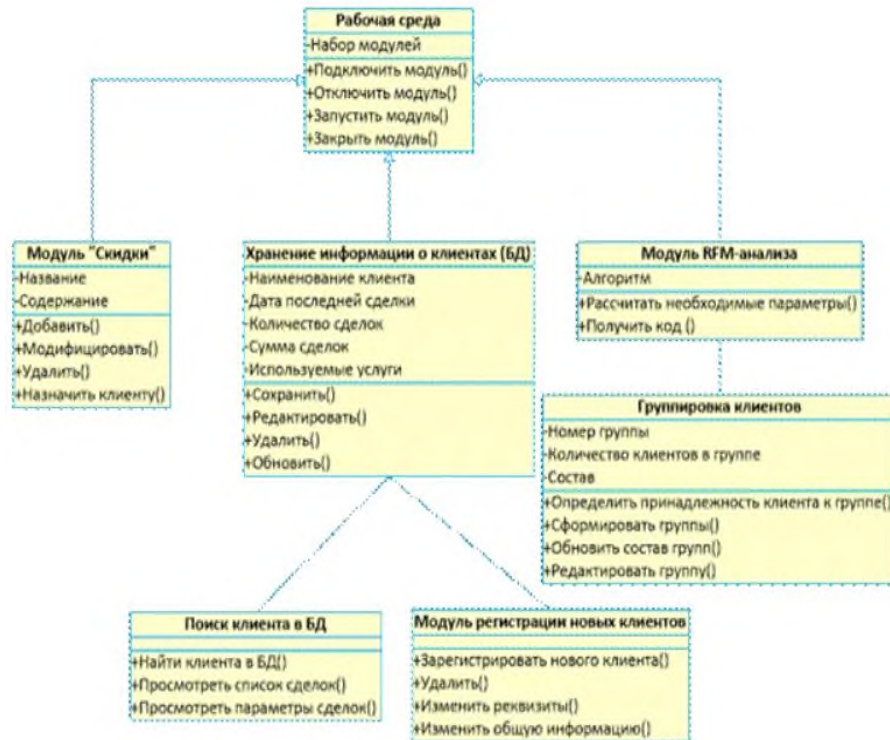 Рабочая среда
-Набор модулей
+Подключить модуль()
+Отключить модуль()
+Запустить модуль()
+Закрыть модуль()
Модуль "Скидки"
-Название
-Содержание
+Добавить()
+Модифицировать()
+Удалить()
+Назначить клиенту()
Хранение информации о клиентах (БД)
-Наименование клиента
-Дата последней сделки
-Количество сделок
-Сумма сделок
-Используемые услуги
+Сохранить()
+Редактировать()
+Удалить()
+Обновить()
Модуль RFM-анализа
-Алгоритм
+Рассчитать необходимые параметры()
+Получить код ()
Группировка клиентов
-Номер группы
-Количество клиентов в группе
-Состав
+Определить принадлежность клиента к группе()
+Сформировать группы()
+Обновить состав групп()
+Редактировать группу()
Поиск клиента в БД
+Найти клиента в БД()
+Просмотреть список сделок()
+Просмотреть параметры сделок()
Модуль регистрации новых клиентов
+Зарегистрировать нового клиента()
+Удалить()
+Изменить реквизиты()
+Изменить общую информацию()